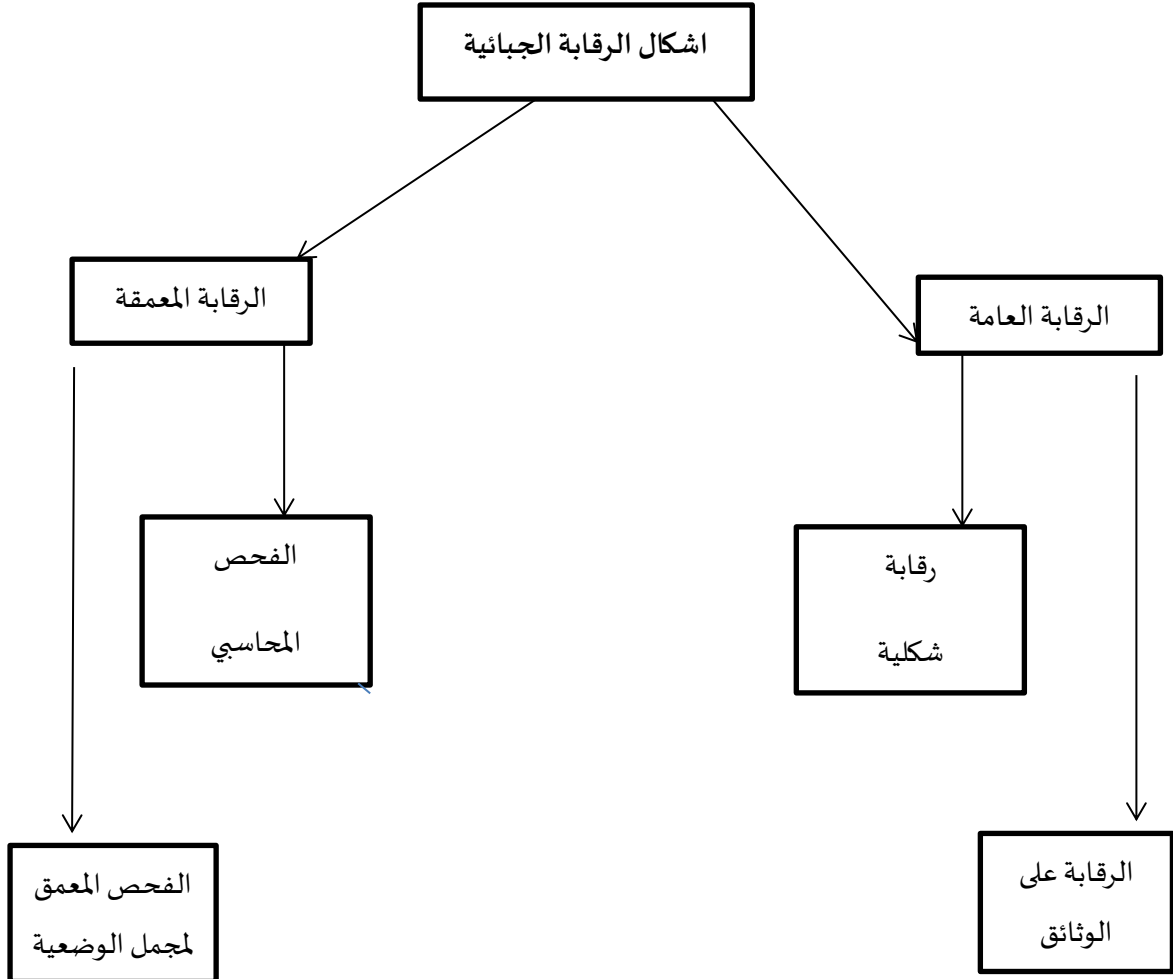 اشكال الرقابة الجبائية
الرقابة العامة
الرقابة المعمقة
رقابة
شكلية
الفحص
المحاسبي
الرقابة على
الوثائق
الفحص المعمق
لمجمل الوضعية